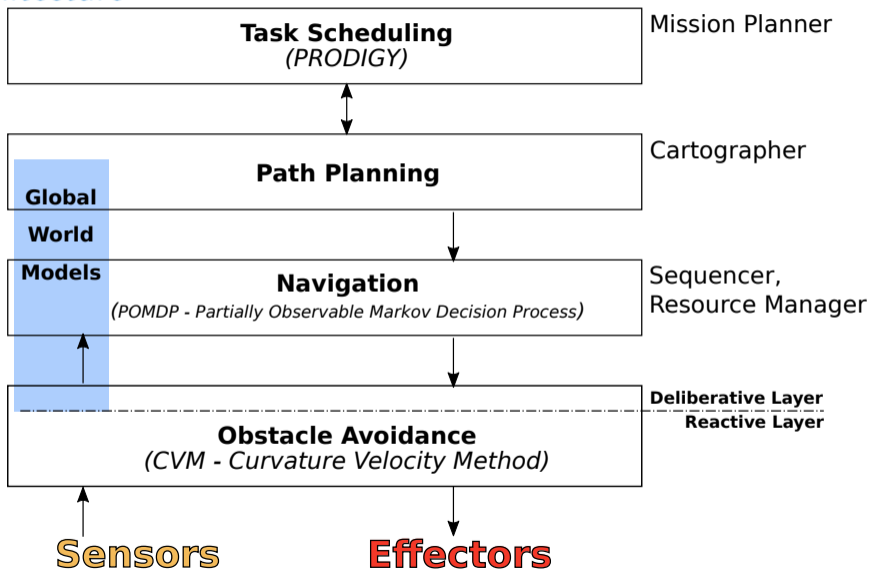 Task Scheduling
(PRODIGY)
Mission Planner
Path Planning
Cartographer
Global
World
Models
Navigation
(POMDP - Partially Observable Markov Decision Process)
Sequencer,
Resource Manager
Deliberative Layer
Reactive Layer
Obstacle Avoidance
(CVM - Curvature Velocity Method)
Sensors
Effectors